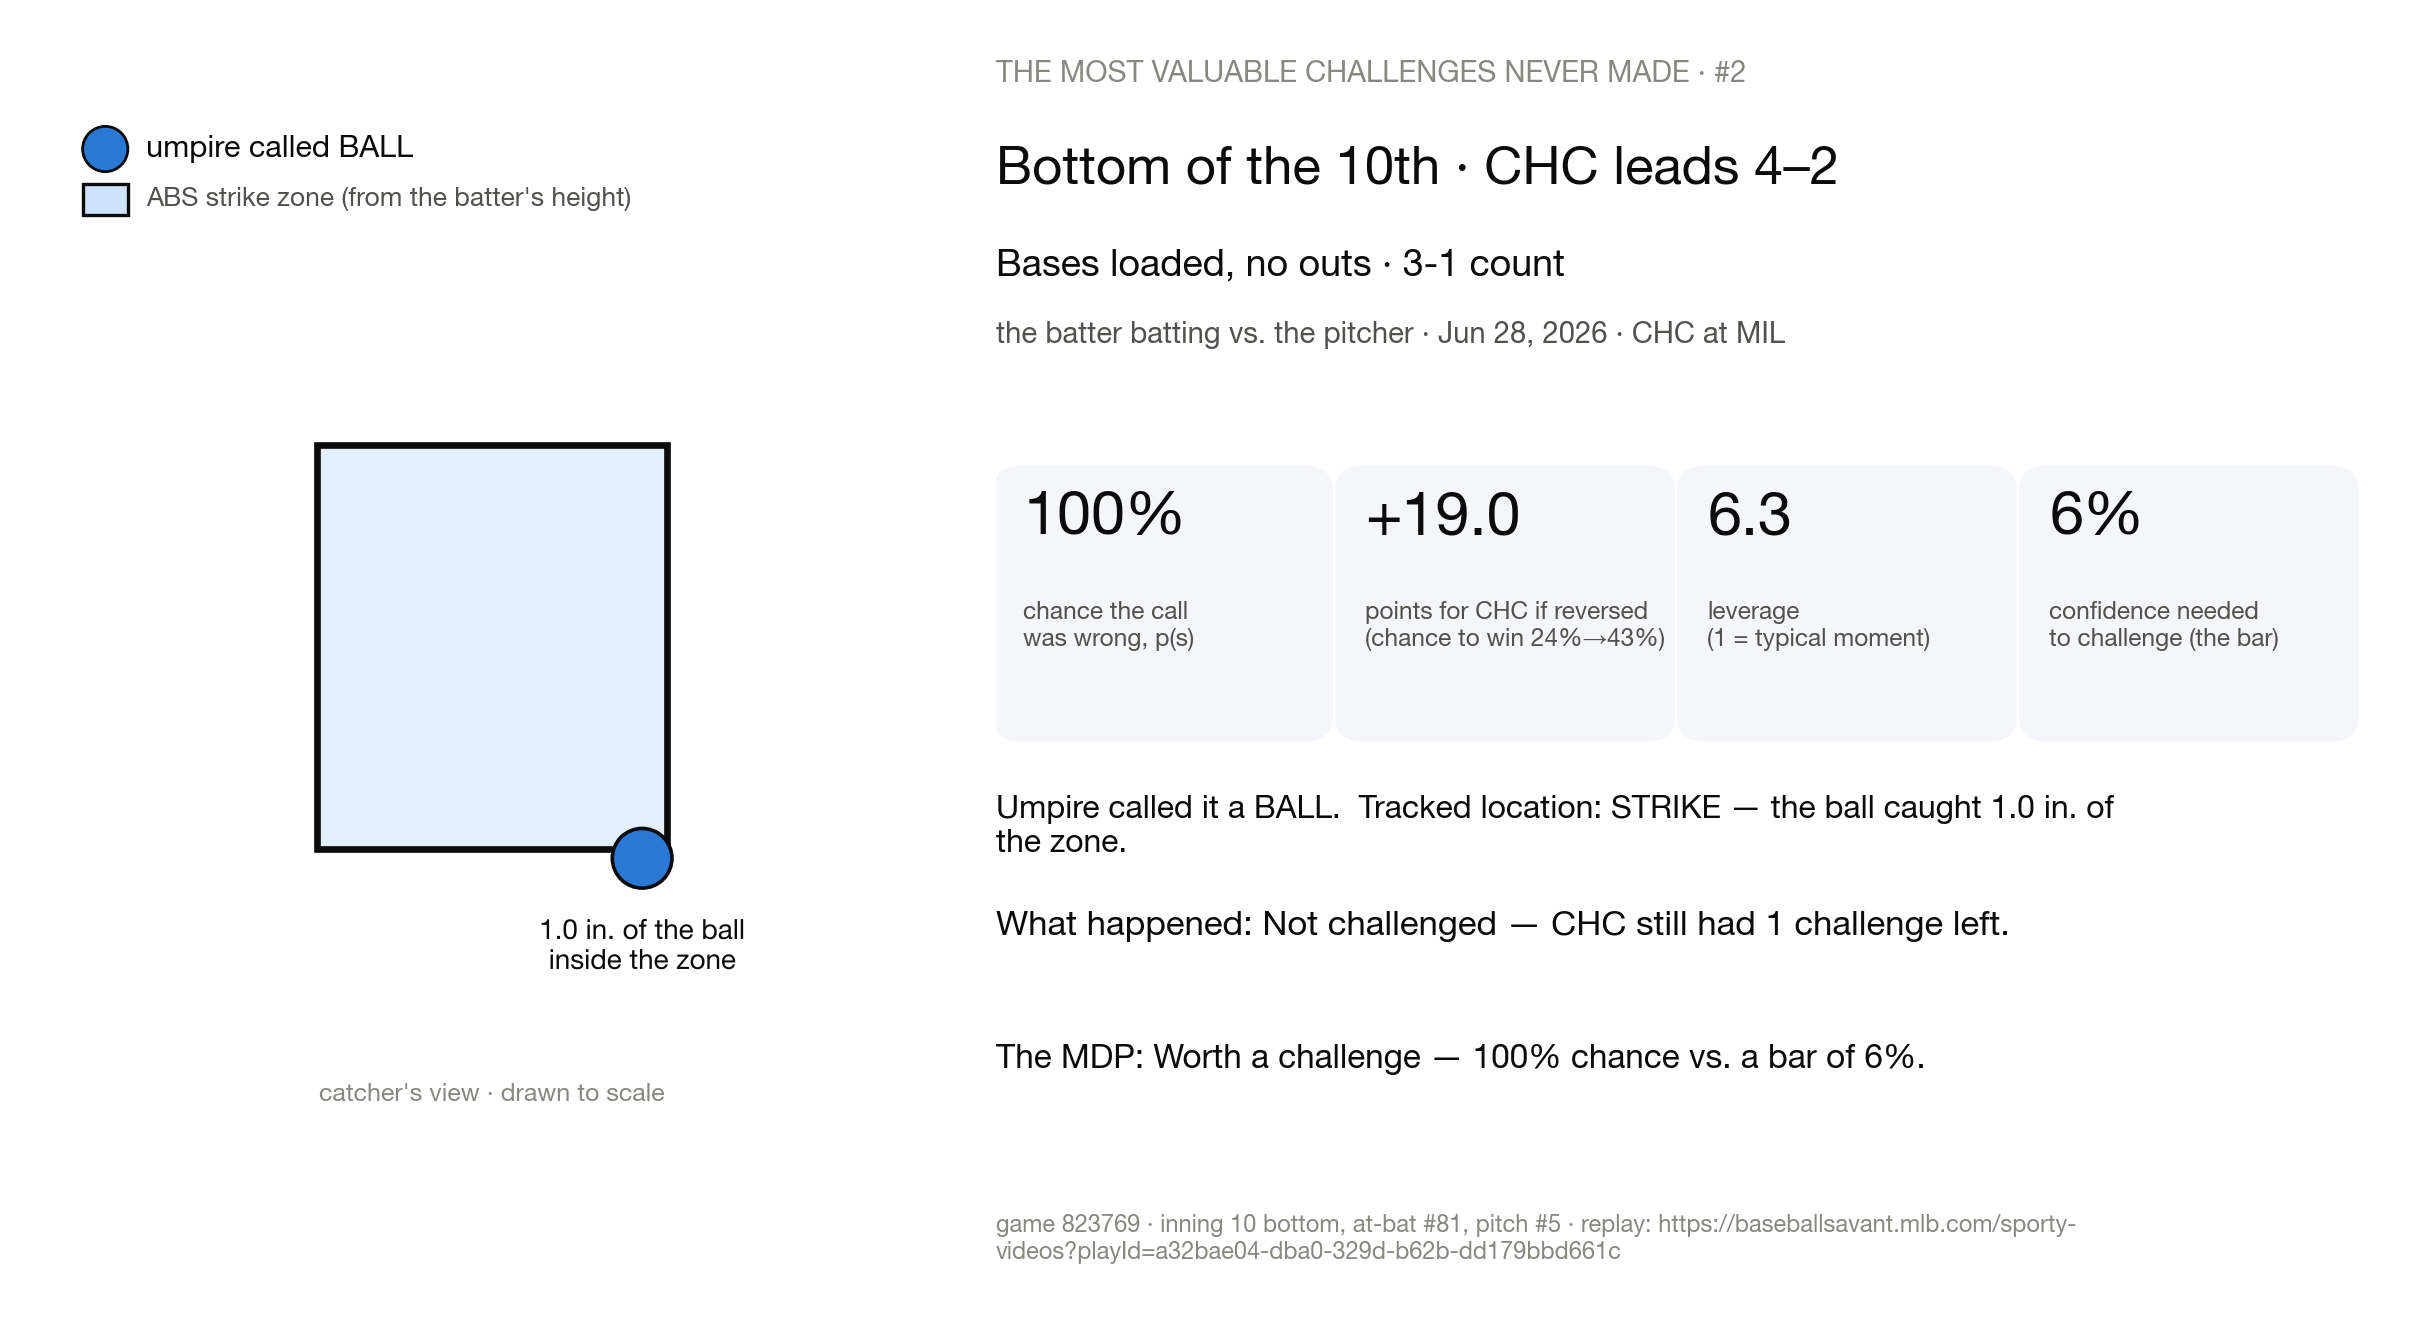 umpire called BALL
ABS strike zone (from the batter's height)
1.0 in. of the ball
inside the zone
catcher's view · drawn to scale
THE MOST VALUABLE CHALLENGES NEVER MADE · #2
Bottom of the 10th · CHC leads 4–2
Bases loaded, no outs · 3-1 count
the batter batting vs. the pitcher · Jun 28, 2026 · CHC at MIL
100%
chance the call
was wrong, p(s)
+19.0
points for CHC if reversed
(chance to win 24%→43%)
6.3
leverage
(1 = typical moment)
6%
confidence needed
to challenge (the bar)
Umpire called it a BALL.  Tracked location: STRIKE — the ball caught 1.0 in. of
the zone.
What happened: Not challenged — CHC still had 1 challenge left.
The MDP: Worth a challenge — 100% chance vs. a bar of 6%.
game 823769 · inning 10 bottom, at-bat #81, pitch #5 · replay: https://baseballsavant.mlb.com/sporty-
videos?playId=a32bae04-dba0-329d-b62b-dd179bbd661c